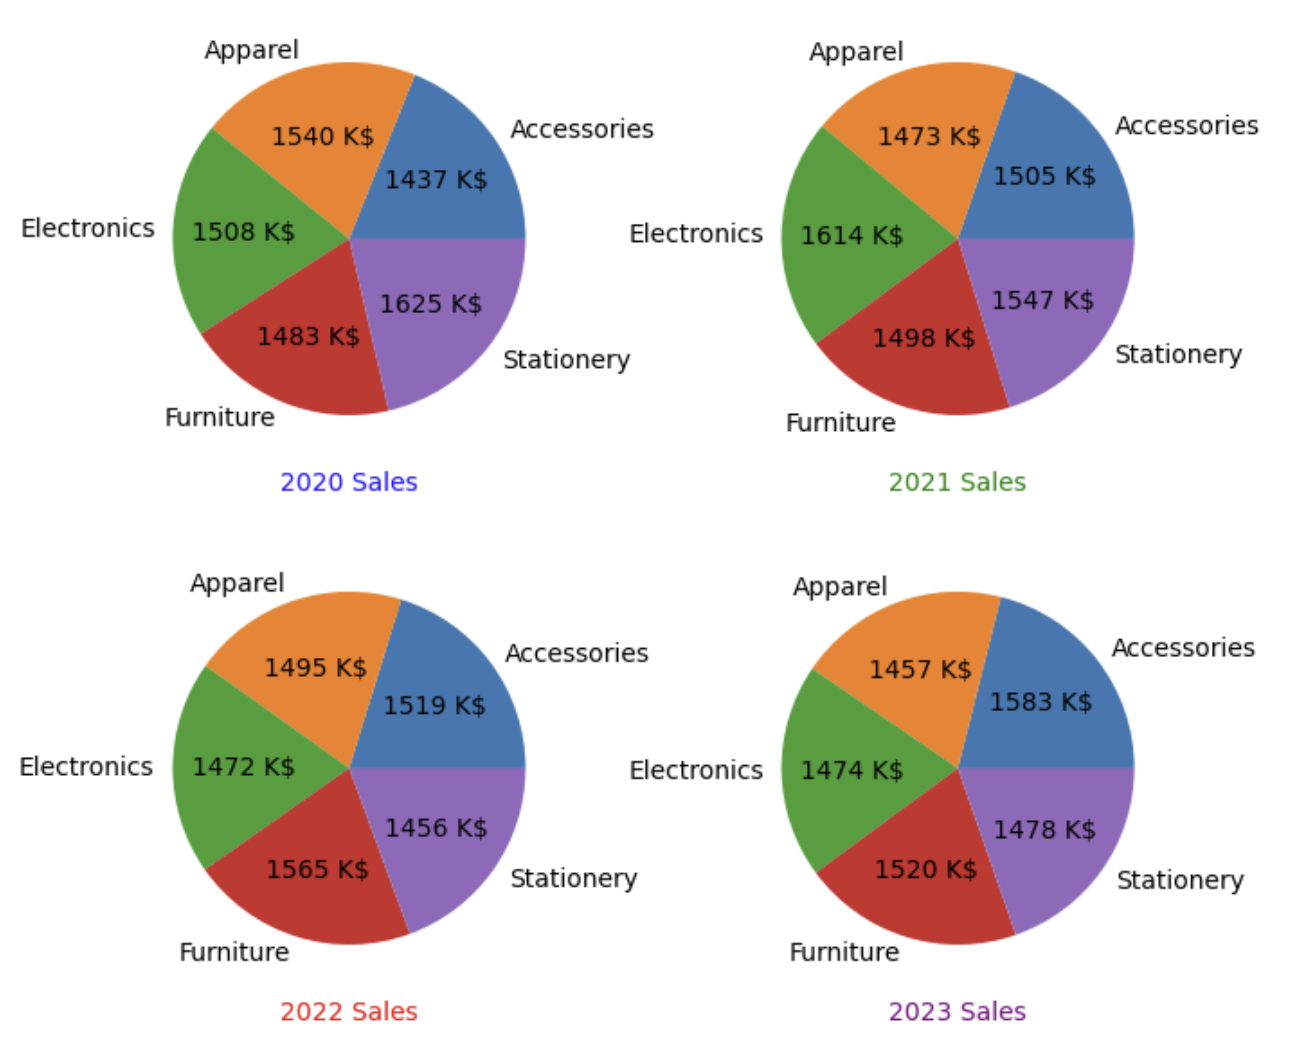 Apparel
Accessories
1540 K$
1437 K$
Electronics
1508 K$
1625 K$
1483 K$
Stationery
Furniture
2020 Sales
Apparel
Accessories
1473 K$
1505 K$
Electronics
1614 K$
1547 K$
1498 K$
Stationery
Furniture
2021 Sales
Apparel
Accessories
1495 K$
1519 K$
Electronics
1472 K$
1456 K$
1565 K$
Stationery
Furniture
2022 Sales
Apparel
Accessories
1457 K$
1583 K$
Electronics
1474 K$
1478 K$
1520 K$
Stationery
Furniture
2023 Sales